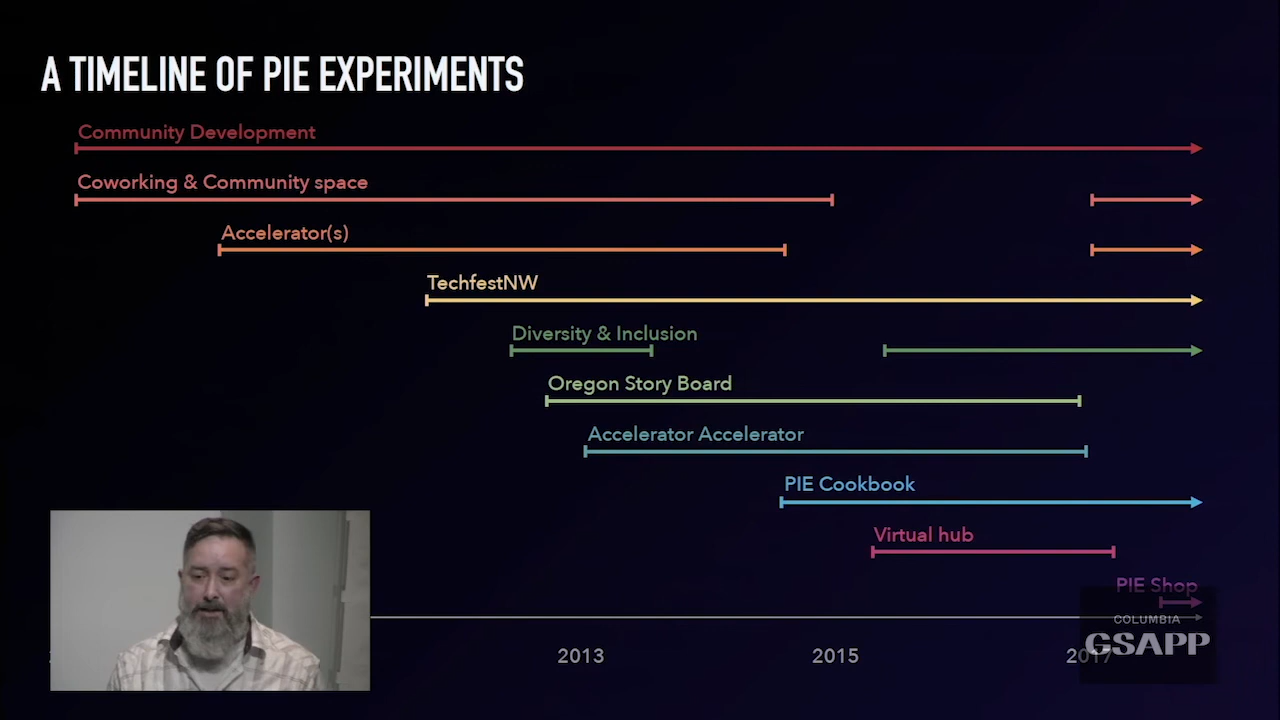 A TIMELINE OF PIE EXPERIMENTS
Community Development
Coworking & Community space
Accelerator(s)
TechfestNW
Diversity & Inclusion
Oregon Story Board
Accelerator Accelerator
PIE Cookbook
Virtual hub
PIE Shop
COLUMBIA
GSAPP
2013
2015
2017